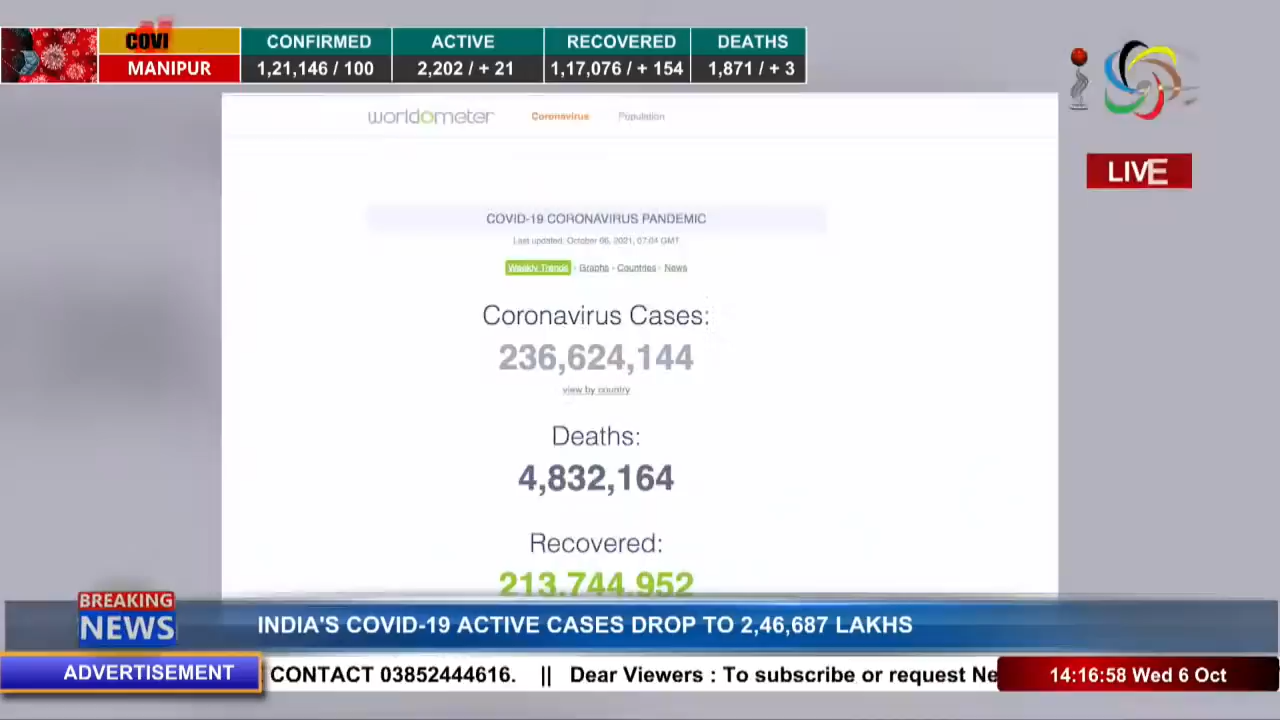 COVI
MANIPUR
CONFIRMED
1,21,146 / 100
ACTIVE
2,202 / + 21
RECOVERED
1,17,076 / + 154
DEATHS
1,871 / + 3
LIVE
worldometer
Coronavirus
Population
COVID-19 CORONAVIRUS PANDEMIC
Last updated: October 06, 2021, 07:04 GMT
Weekly Trends - Graphs - Countries - News
Coronavirus Cases:
236,624,144
view by country
Deaths:
4,832,164
Recovered:
213,744,952
BREAKING
NEWS
INDIA'S COVID-19 ACTIVE CASES DROP TO 2,46,687 LAKHS
ADVERTISEMENT
CONTACT 03852444616. || Dear Viewers : To subscribe or request Ne
14:16:58 Wed 6 Oct